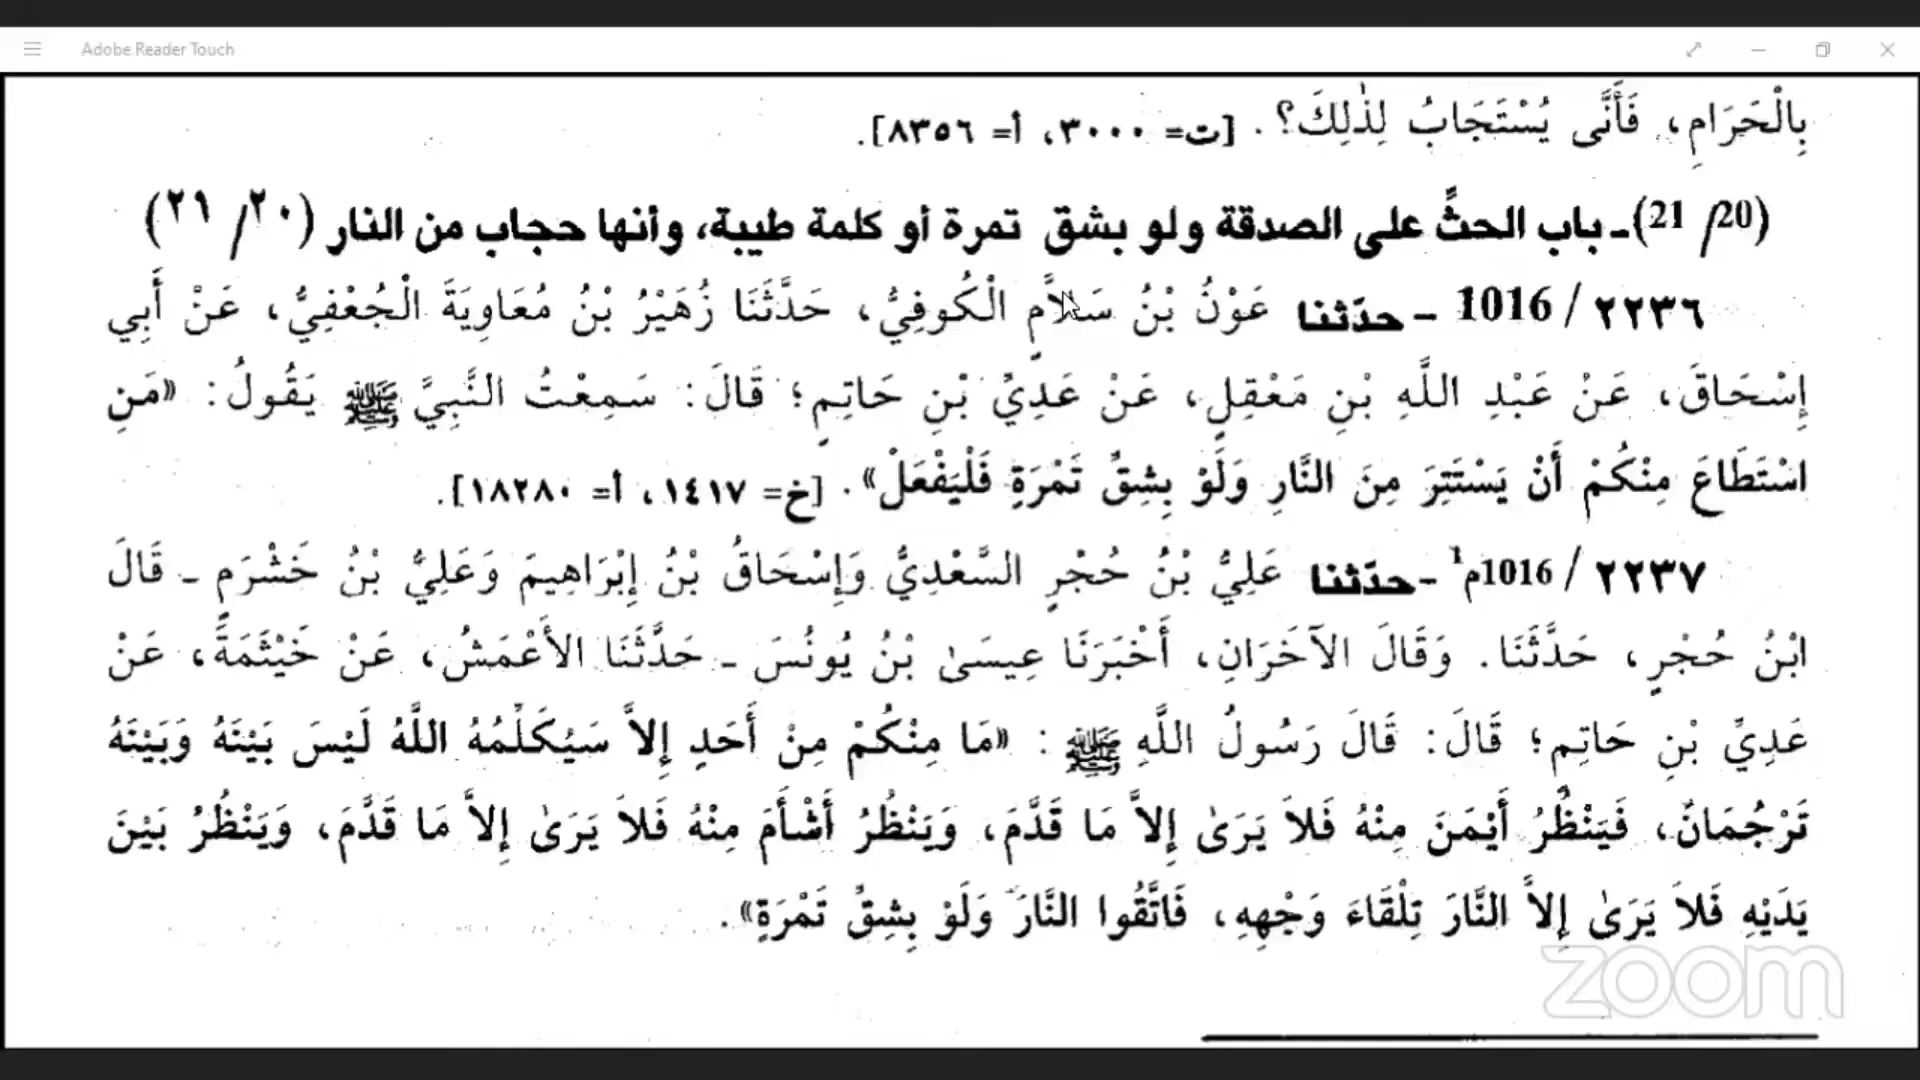 Adobe Reader Touch
بِالْحَرَامِ، فَأَنَّى يُسْتَجَابُ لِذٰلِكَ؟. [ت= ٣٠٠٠، أ= ٨٣٥٦].
(21/20)ـ باب الحثِّ على الصدقة ولو بشق تمرة أو كلمة طيبة، وأنها حجاب من النار (٢٠/ ٢١)
٢٢٣٦ / 1016 - حدّثنا عَوْنُ بْنُ سَلاَّمٍ الْكُوفِيُّ، حَدَّثَنَا زُهَيْرُ بْنُ مُعَاوِيَةَ الْجُعْفِيُّ، عَنْ أَبِي
إِسْحَاقَ، عَنْ عَبْدِ اللَّهِ بْنِ مَعْقِلٍ، عَنْ عَدِيِّ بْنِ حَاتِمٍ؛ قَالَ: سَمِعْتُ النَّبِيَّ ﷺ يَقُولُ: «مَنِ
اسْتَطَاعَ مِنْكُمْ أَنْ يَسْتَتِرَ مِنَ النَّارِ وَلَوْ بِشِقِّ تَمْرَةٍ فَلْيَفْعَلْ». [خ= ١٤١٧، أ= ١٨٢٨٠].
٢٢٣٧ / 1016م¹ - حدّثنا عَلِيُّ بْنُ حُجْرٍ السَّعْدِيُّ وَإِسْحَاقُ بْنُ إِبْرَاهِيمَ وَعَلِيُّ بْنُ خَشْرَمٍ ـ قَالَ
ابْنُ حُجْرٍ، حَدَّثَنَا. وَقَالَ الآخَرَانِ، أَخْبَرَنَا عِيسَىٰ بْنُ يُونُسَ ـ حَدَّثَنَا الأَعْمَشُ، عَنْ خَيْثَمَةَ، عَنْ
عَدِيِّ بْنِ حَاتِمٍ؛ قَالَ: قَالَ رَسُولُ اللَّهِ ﷺ: «مَا مِنْكُمْ مِنْ أَحَدٍ إِلاَّ سَيُكَلِّمُهُ اللَّهُ لَيْسَ بَيْنَهُ وَبَيْنَهُ
تَرْجُمَانٌ، فَيَنْظُرُ أَيْمَنَ مِنْهُ فَلاَ يَرَىٰ إِلاَّ مَا قَدَّمَ، وَيَنْظُرُ أَشْأَمَ مِنْهُ فَلاَ يَرَىٰ إِلاَّ مَا قَدَّمَ، وَيَنْظُرُ بَيْنَ
يَدَيْهِ فَلاَ يَرَىٰ إِلاَّ النَّارَ تِلْقَاءَ وَجْهِهِ، فَاتَّقُوا النَّارَ وَلَوْ بِشِقِّ تَمْرَةٍ».
zoom